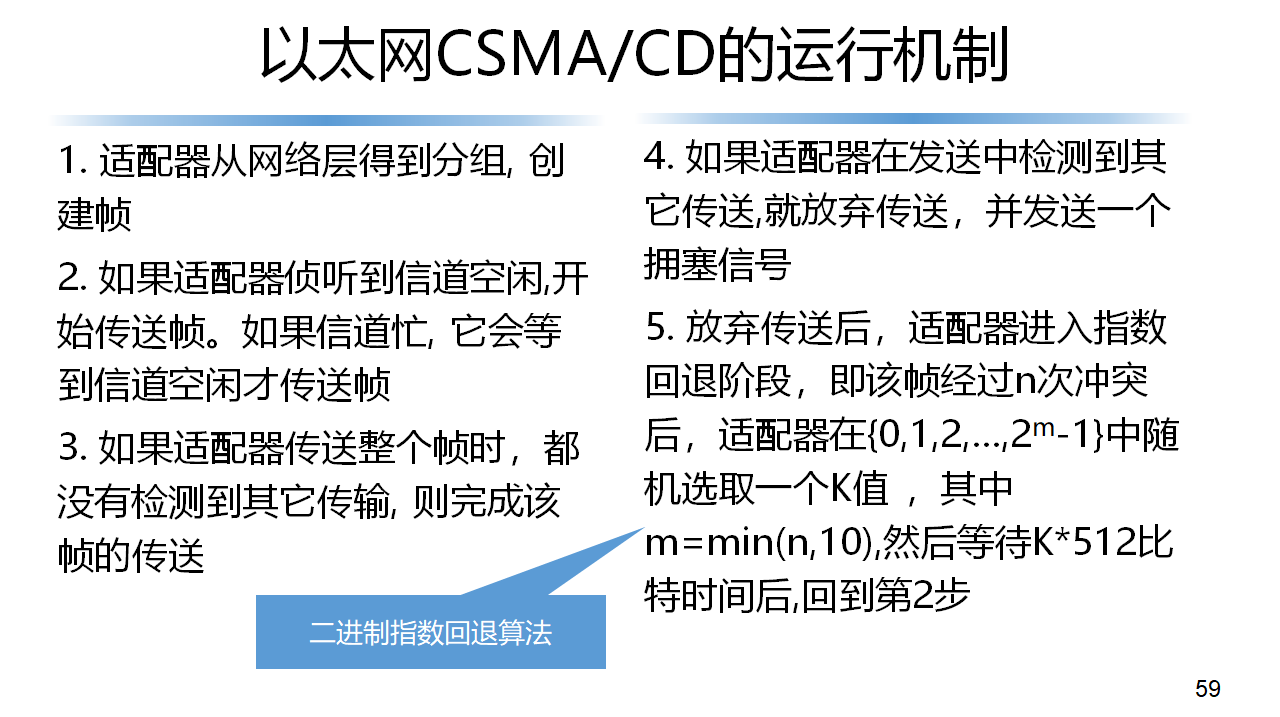 以太网CSMA/CD的运行机制
1. 适配器从网络层得到分组, 创
建帧
2. 如果适配器侦听到信道空闲,开
始传送帧。如果信道忙, 它会等
到信道空闲才传送帧
3. 如果适配器传送整个帧时，都
没有检测到其它传输, 则完成该
帧的传送
4. 如果适配器在发送中检测到其
它传送,就放弃传送，并发送一个
拥塞信号
5. 放弃传送后，适配器进入指数
回退阶段，即该帧经过n次冲突
后，适配器在{0,1,2,…,2ᵐ-1}中随
机选取一个K值 ，其中
m=min(n,10),然后等待K*512比
特时间后,回到第2步
二进制指数回退算法
59